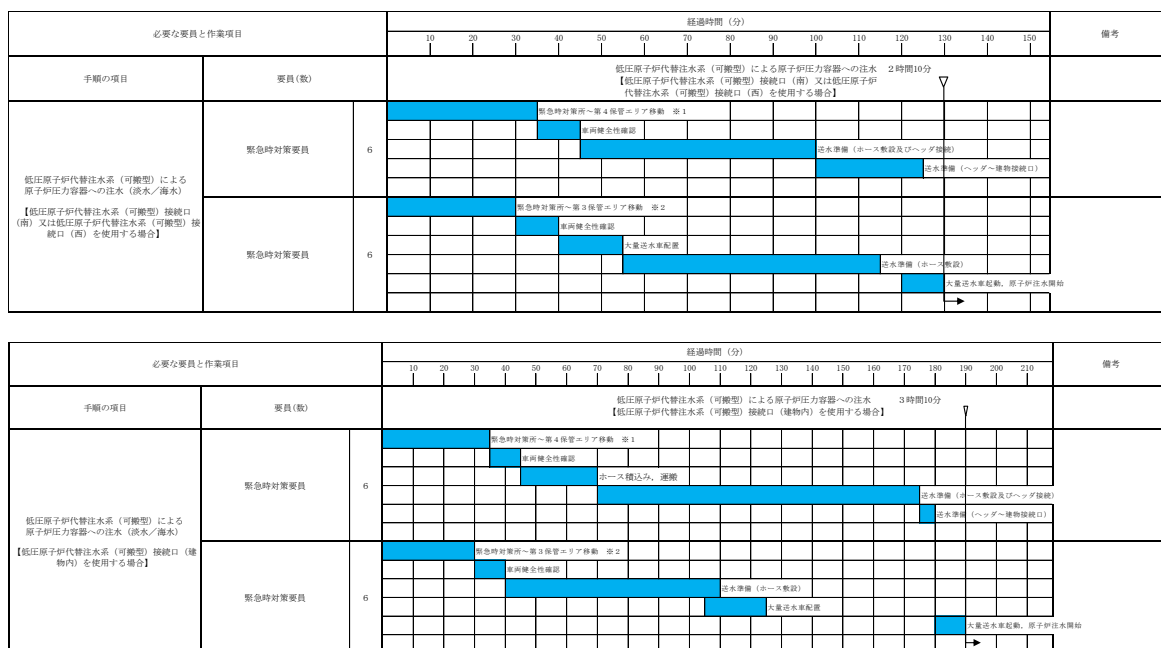 必要な要員と作業項目
経過時間（分）
備考
10 20 30 40 50 60 70 80 90 100 110 120 130 140 150
手順の項目
要員(数)
低圧原子炉代替注水系（可搬型）による原子炉圧力容器への注水 ２時間10分
【低圧原子炉代替注水系（可搬型）接続口（南）又は低圧原子炉
代替注水系（可搬型）接続口（西）を使用する場合】
低圧原子炉代替注水系（可搬型）による
原子炉圧力容器への注水（淡水／海水）
【低圧原子炉代替注水系（可搬型）接続口
（南）又は低圧原子炉代替注水系（可搬型）接
続口（西）を使用する場合】
緊急時対策要員
6
緊急時対策所～第４保管エリア移動 ※１
車両健全性確認
送水準備（ホース敷設及びヘッダ接続）
送水準備（ヘッダ～建物接続口）
緊急時対策要員
6
緊急時対策所～第３保管エリア移動 ※２
車両健全性確認
大量送水車配置
送水準備（ホース敷設）
大量送水車起動，原子炉注水開始
必要な要員と作業項目
経過時間（分）
備考
10 20 30 40 50 60 70 80 90 100 110 120 130 140 150 160 170 180 190 200 210
手順の項目
要員(数)
低圧原子炉代替注水系（可搬型）による原子炉圧力容器への注水 ３時間10分
【低圧原子炉代替注水系（可搬型）接続口（建物内）を使用する場合】
低圧原子炉代替注水系（可搬型）による
原子炉圧力容器への注水（淡水／海水）
【低圧原子炉代替注水系（可搬型）接続口（建
物内）を使用する場合】
緊急時対策要員
6
緊急時対策所～第４保管エリア移動 ※１
車両健全性確認
ホース積込み，運搬
送水準備（ホース敷設及びヘッダ接続）
送水準備（ヘッダ～建物接続口）
緊急時対策要員
6
緊急時対策所～第３保管エリア移動 ※２
車両健全性確認
送水準備（ホース敷設）
大量送水車配置
大量送水車起動，原子炉注水開始